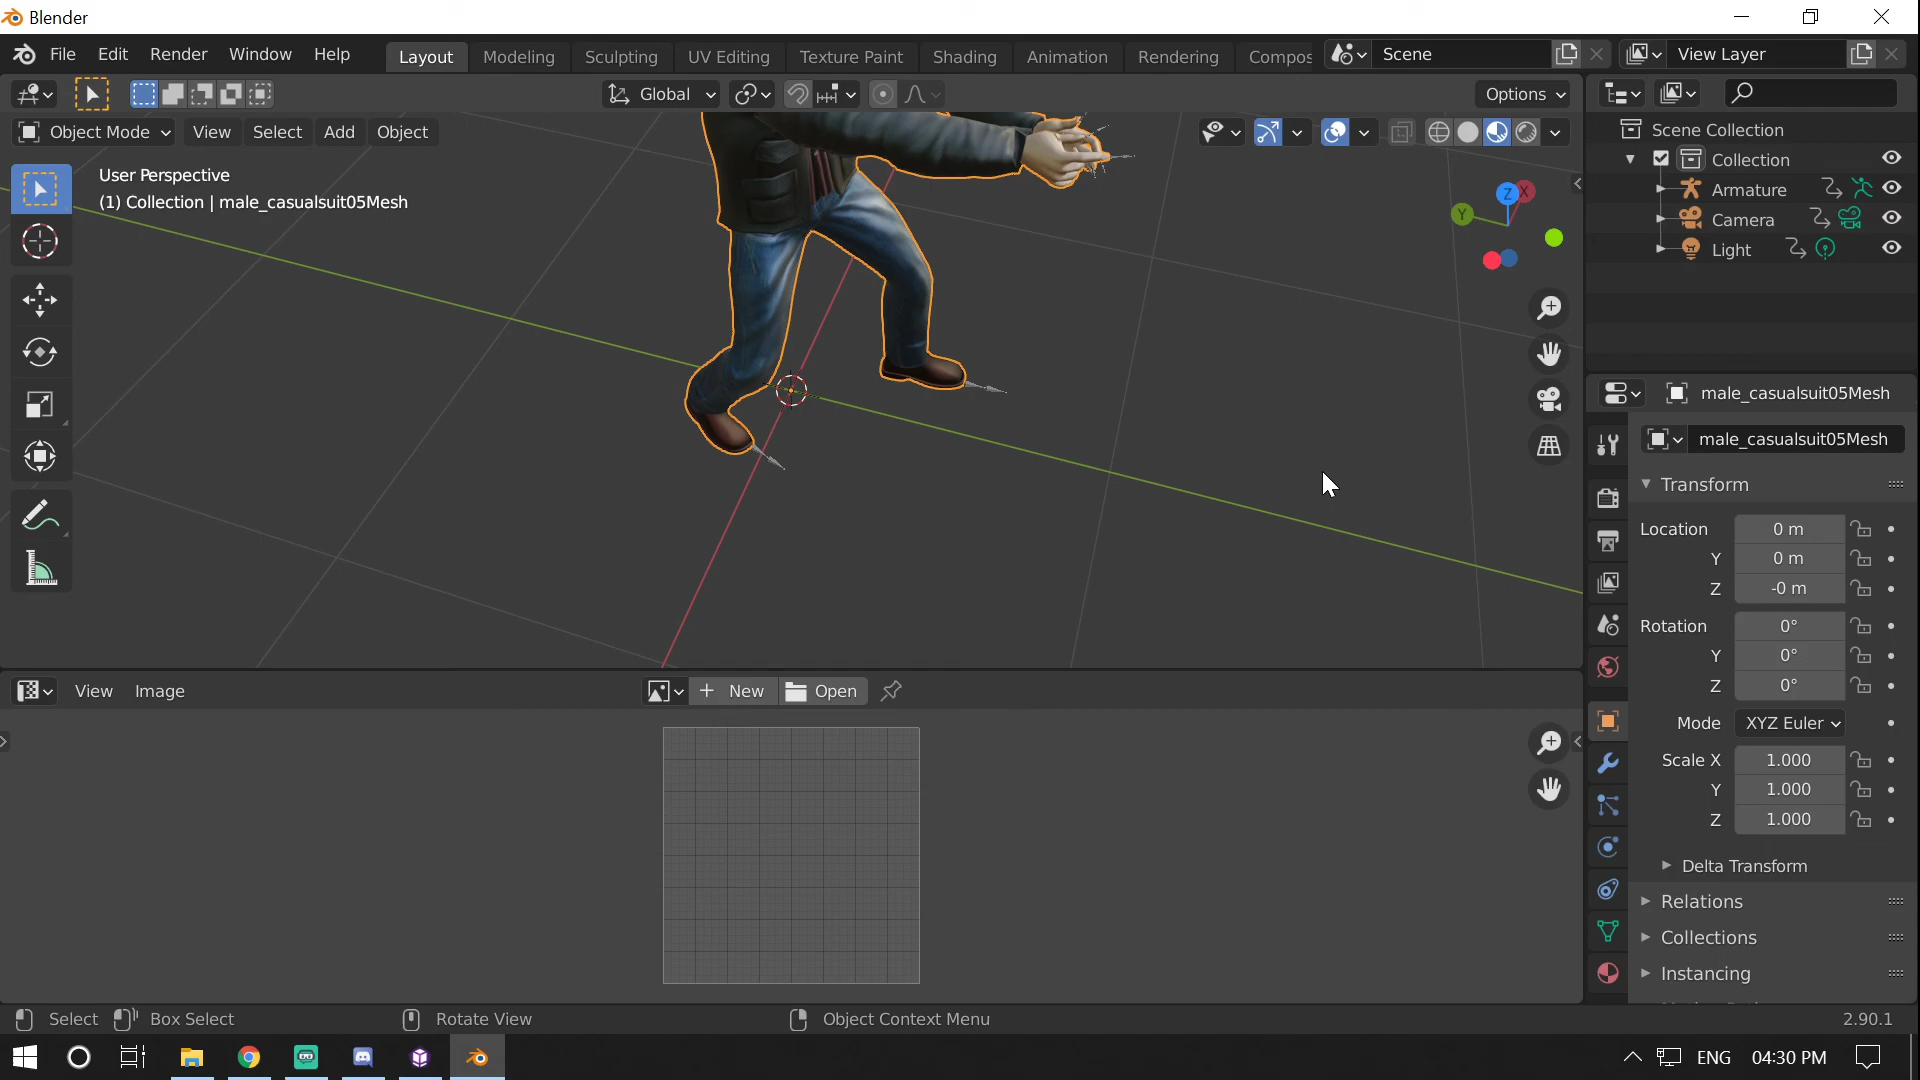 Blender
File Edit Render Window Help Layout Modeling Sculpting UV Editing Texture Paint Shading Animation Rendering Compos Scene View Layer
Global Options
Object Mode View Select Add Object
User Perspective
(1) Collection | male_casualsuit05Mesh
Z X
Y
Scene Collection
Collection
Armature
Camera
Light
male_casualsuit05Mesh
male_casualsuit05Mesh
Transform
Location 0 m
Y 0 m
Z -0 m
Rotation 0°
Y 0°
Z 0°
Mode XYZ Euler
Scale X 1.000
Y 1.000
Z 1.000
Delta Transform
Relations
Collections
Instancing
View Image New Open
Select Box Select Rotate View Object Context Menu 2.90.1
ENG 04:30 PM